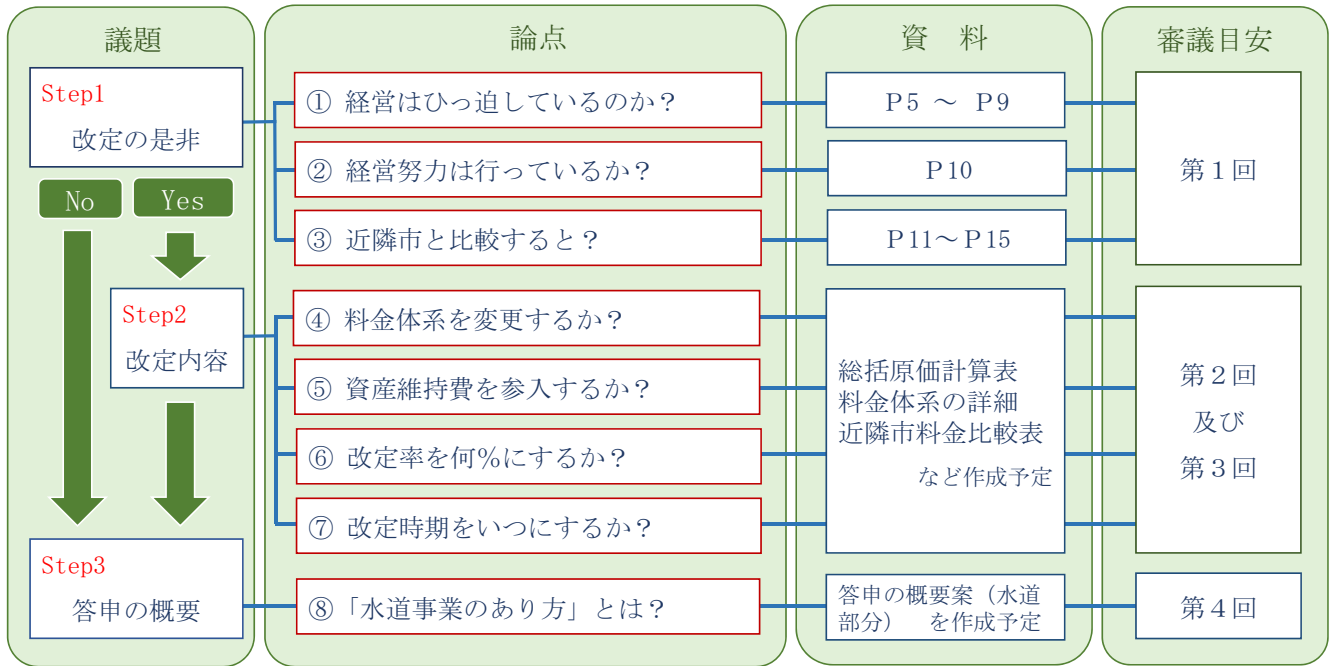 議題
論点
資　料
審議目安
Step1
改定の是非
No
Yes
① 経営はひっ迫しているのか？
② 経営努力は行っているか？
③ 近隣市と比較すると？
P5 ～ P9
P10
P11～P15
第１回
Step2
改定内容
④ 料金体系を変更するか？
⑤ 資産維持費を参入するか？
⑥ 改定率を何％にするか？
⑦ 改定時期をいつにするか？
総括原価計算表
料金体系の詳細
近隣市料金比較表
など作成予定
第２回
及び
第３回
Step3
答申の概要
⑧「水道事業のあり方」とは？
答申の概要案（水道
部分）　を作成予定
第４回